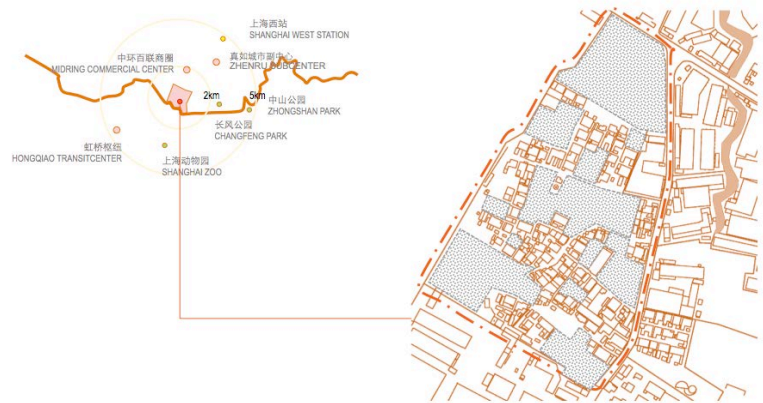 上海西站
SHANGHAI WEST STATION
中环百联商圈
MIDRING COMMERCIAL CENTER
真如城市副中心
ZHENRU SUBCENTER
2km
5km
中山公园
ZHONGSHAN PARK
长风公园
CHANGFENG PARK
虹桥枢纽
HONGQIAO TRANSITCENTER
上海动物园
SHANGHAI ZOO